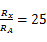 R_X/R_A = 25